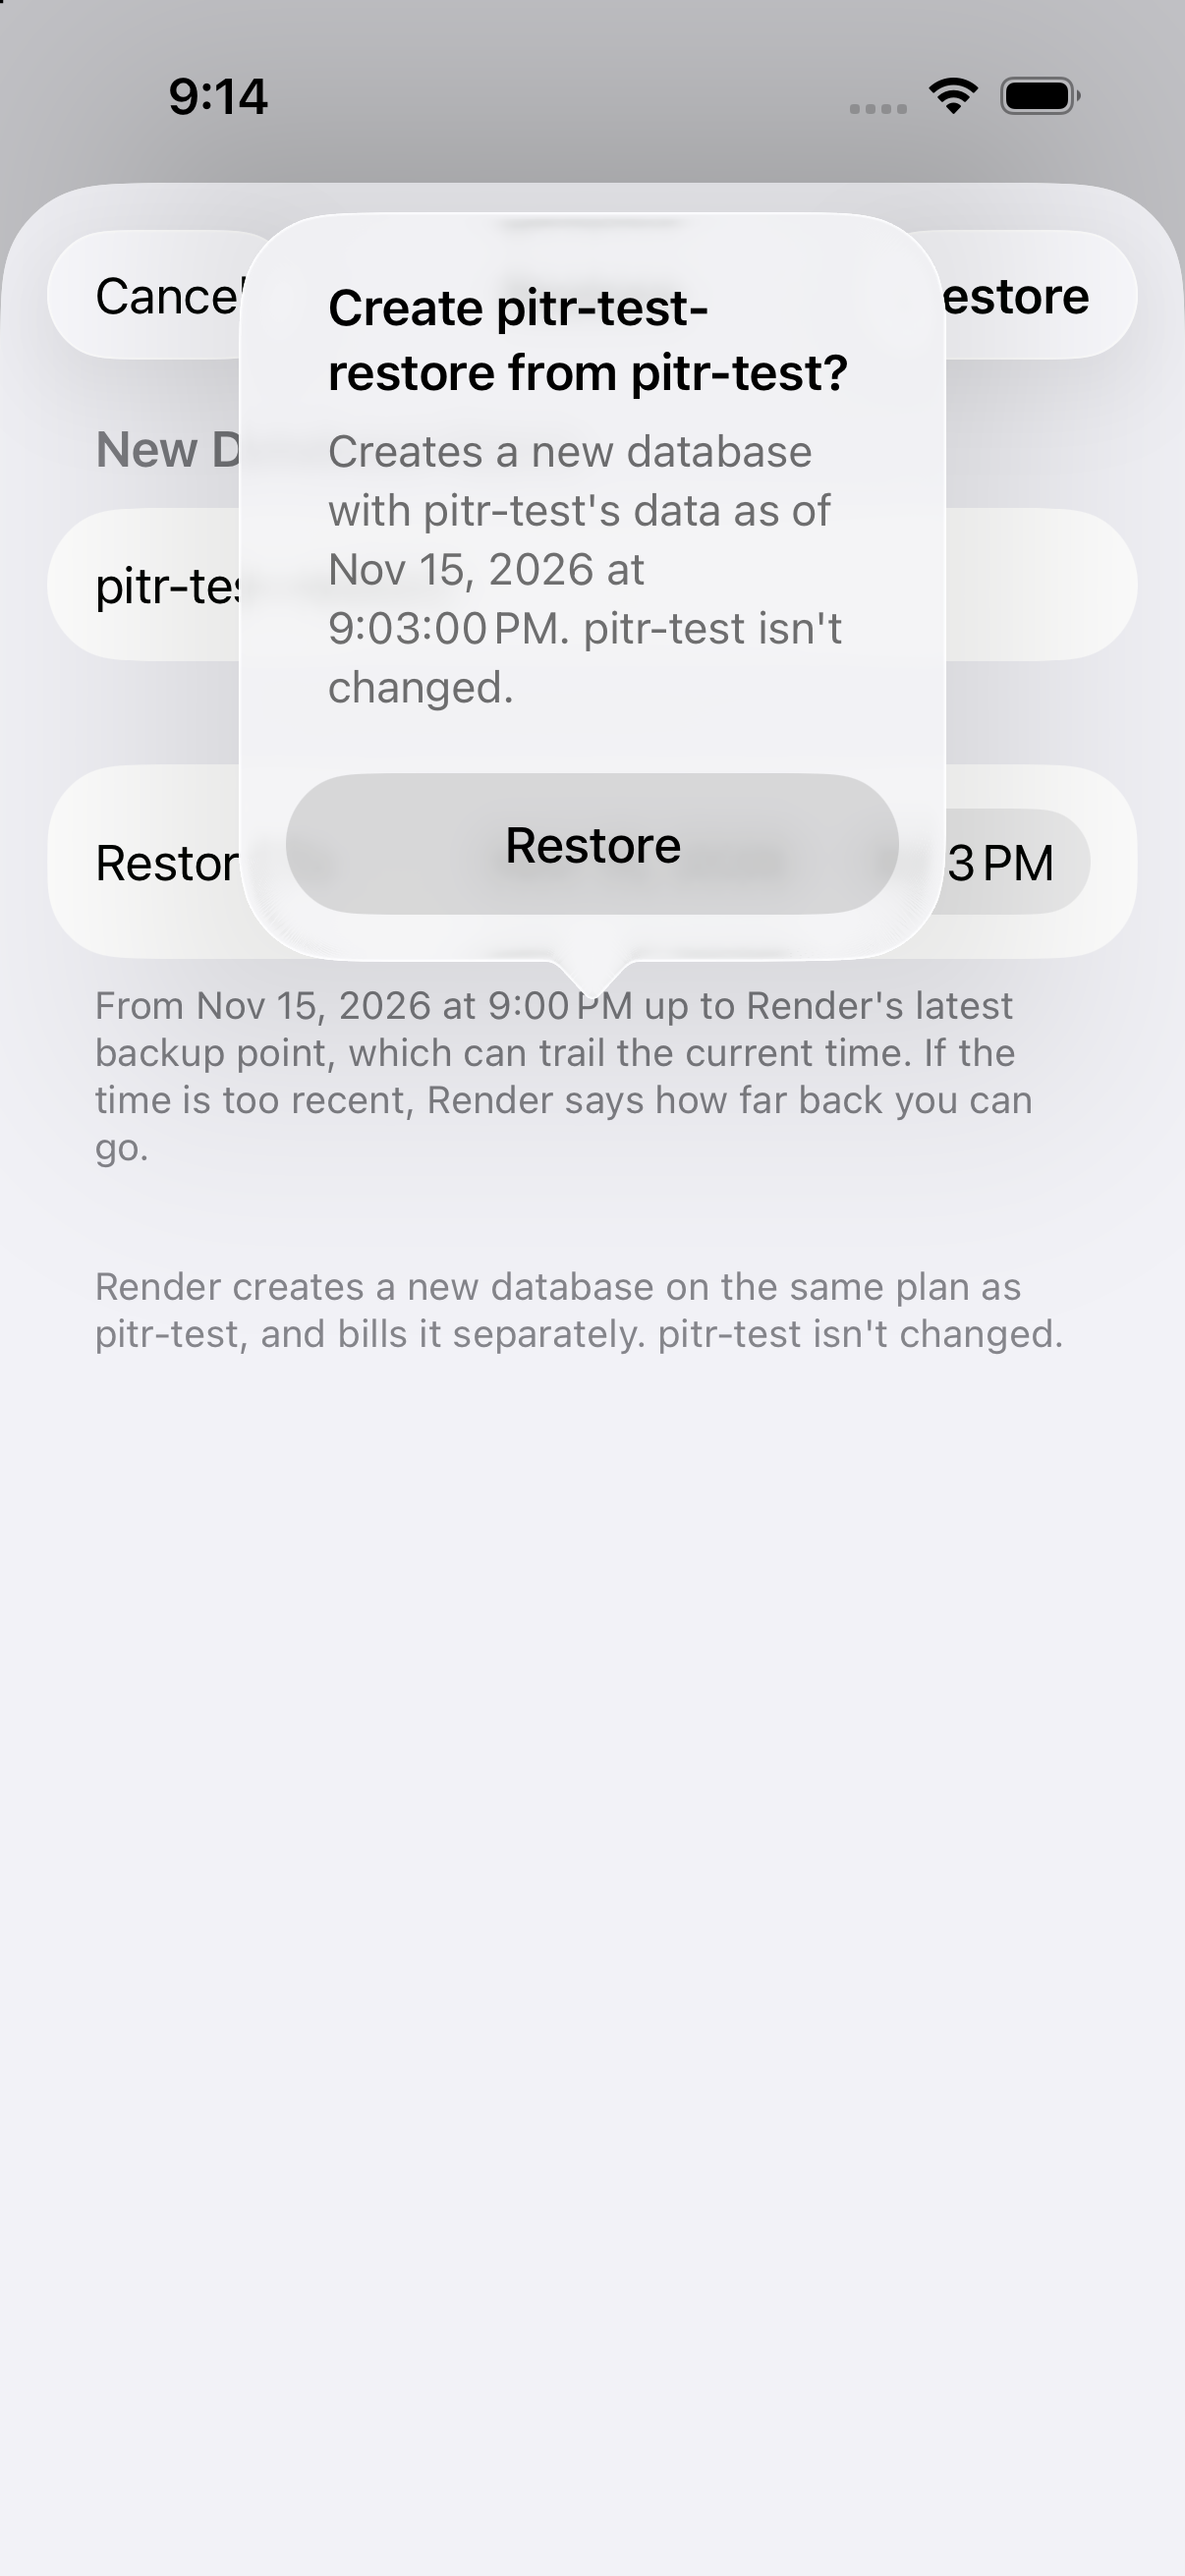 9:14
Cancel
estore
Create pitr-test-
restore from pitr-test?
New D
Creates a new database
with pitr-test's data as of
Nov 15, 2026 at
9:03:00 PM. pitr-test isn't
changed.
pitr-tes
Restore
Restor
3 PM
From Nov 15, 2026 at 9:00 PM up to Render's latest
backup point, which can trail the current time. If the
time is too recent, Render says how far back you can
go.
Render creates a new database on the same plan as
pitr-test, and bills it separately. pitr-test isn't changed.